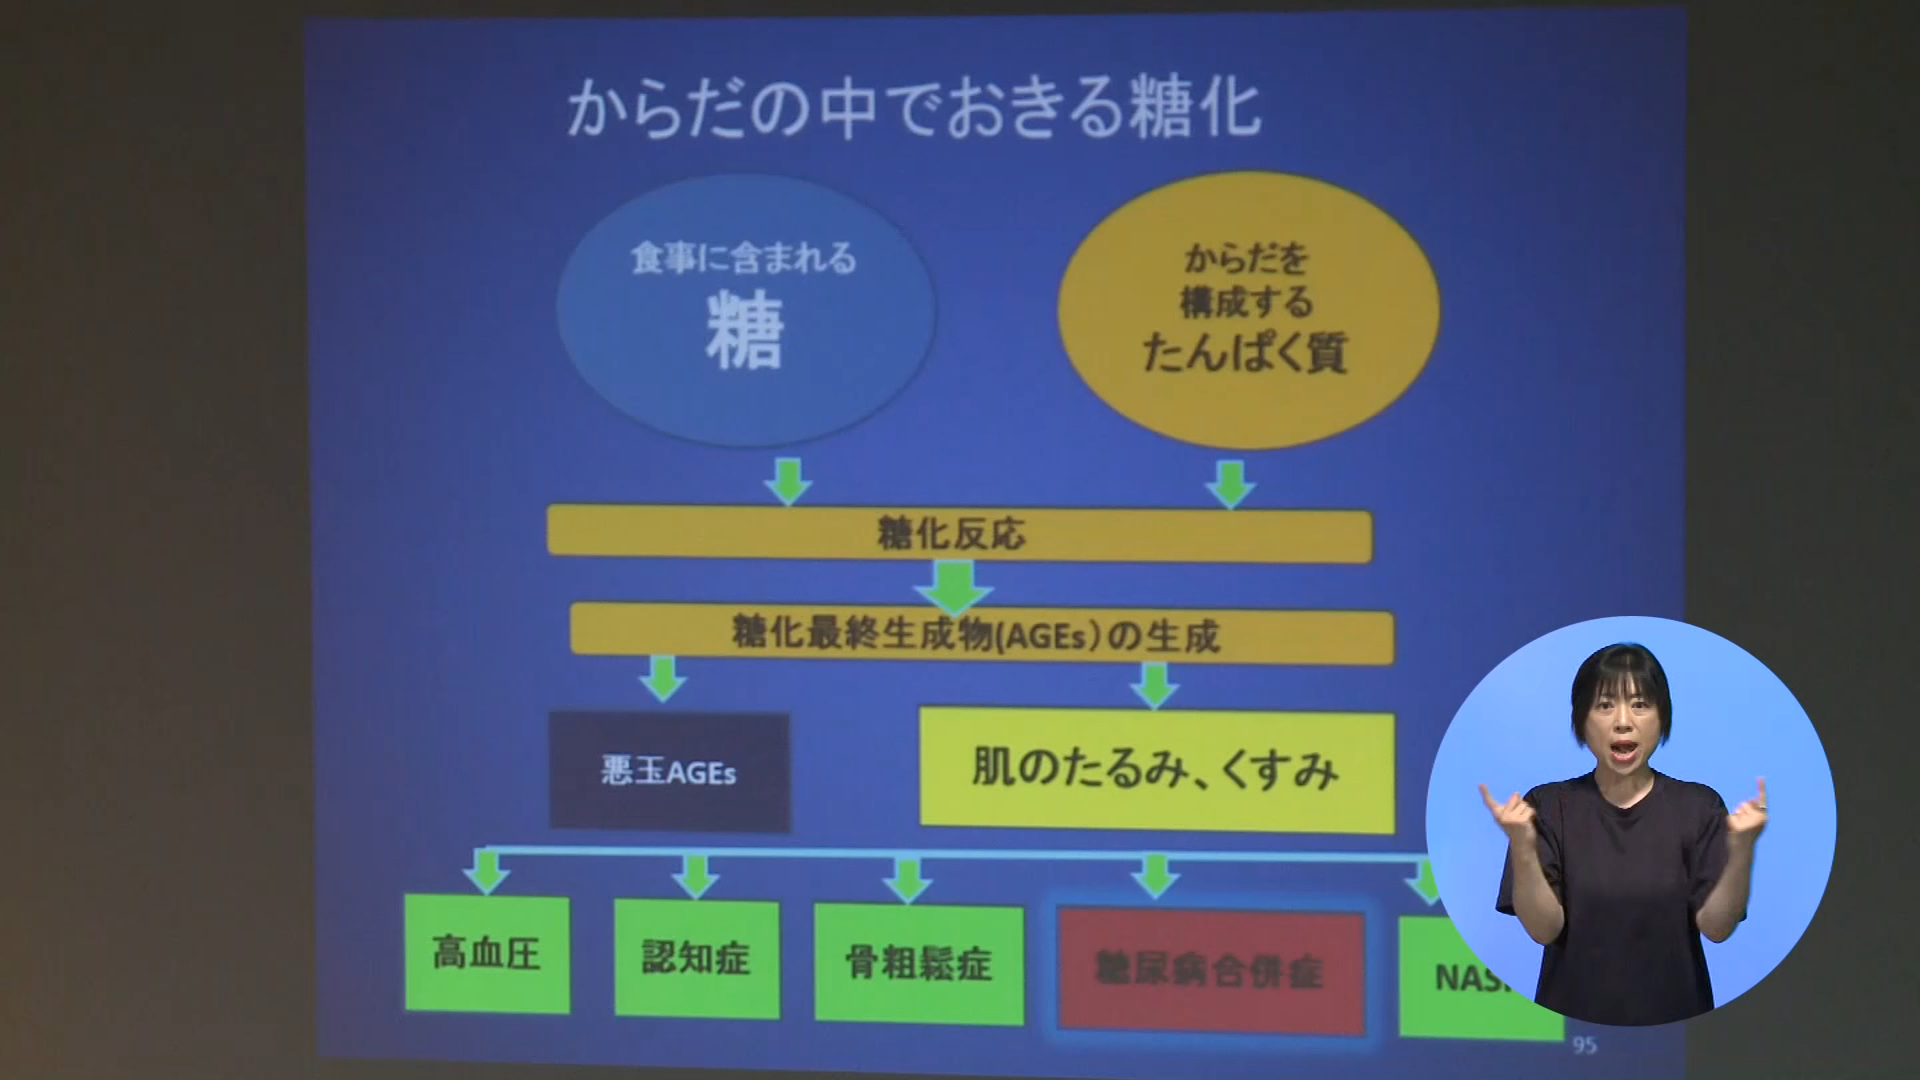 からだの中でおきる糖化
食事に含まれる
糖
からだを
構成する
たんぱく質
糖化反応
糖化最終生成物(AGEs)の生成
悪玉AGEs
肌のたるみ、くすみ
高血圧
認知症
骨粗鬆症
糖尿病合併症
95